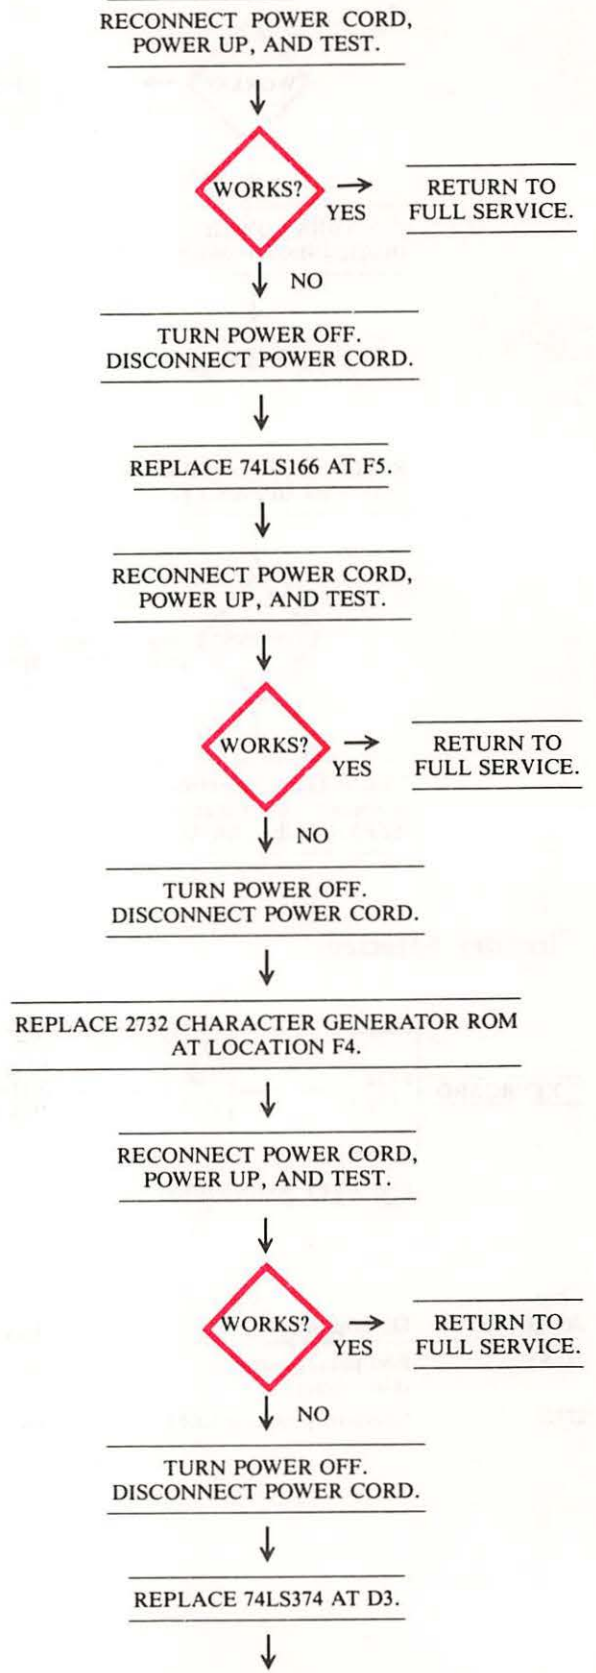 RECONNECT POWER CORD,
POWER UP, AND TEST.
WORKS?
YES
RETURN TO
FULL SERVICE.
NO
TURN POWER OFF.
DISCONNECT POWER CORD.
REPLACE 74LS166 AT F5.
RECONNECT POWER CORD,
POWER UP, AND TEST.
WORKS?
YES
RETURN TO
FULL SERVICE.
NO
TURN POWER OFF.
DISCONNECT POWER CORD.
REPLACE 2732 CHARACTER GENERATOR ROM
AT LOCATION F4.
RECONNECT POWER CORD,
POWER UP, AND TEST.
WORKS?
YES
RETURN TO
FULL SERVICE.
NO
TURN POWER OFF.
DISCONNECT POWER CORD.
REPLACE 74LS374 AT D3.